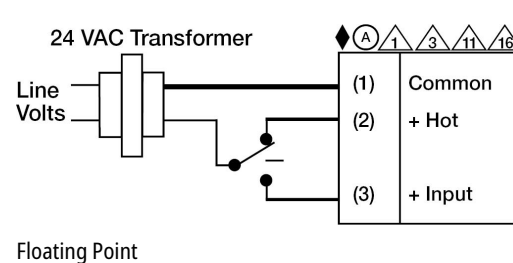 24 VAC Transformer
A 1 3 11 16
Line
Volts
(1) Common
(2) + Hot
(3) + Input
Floating Point